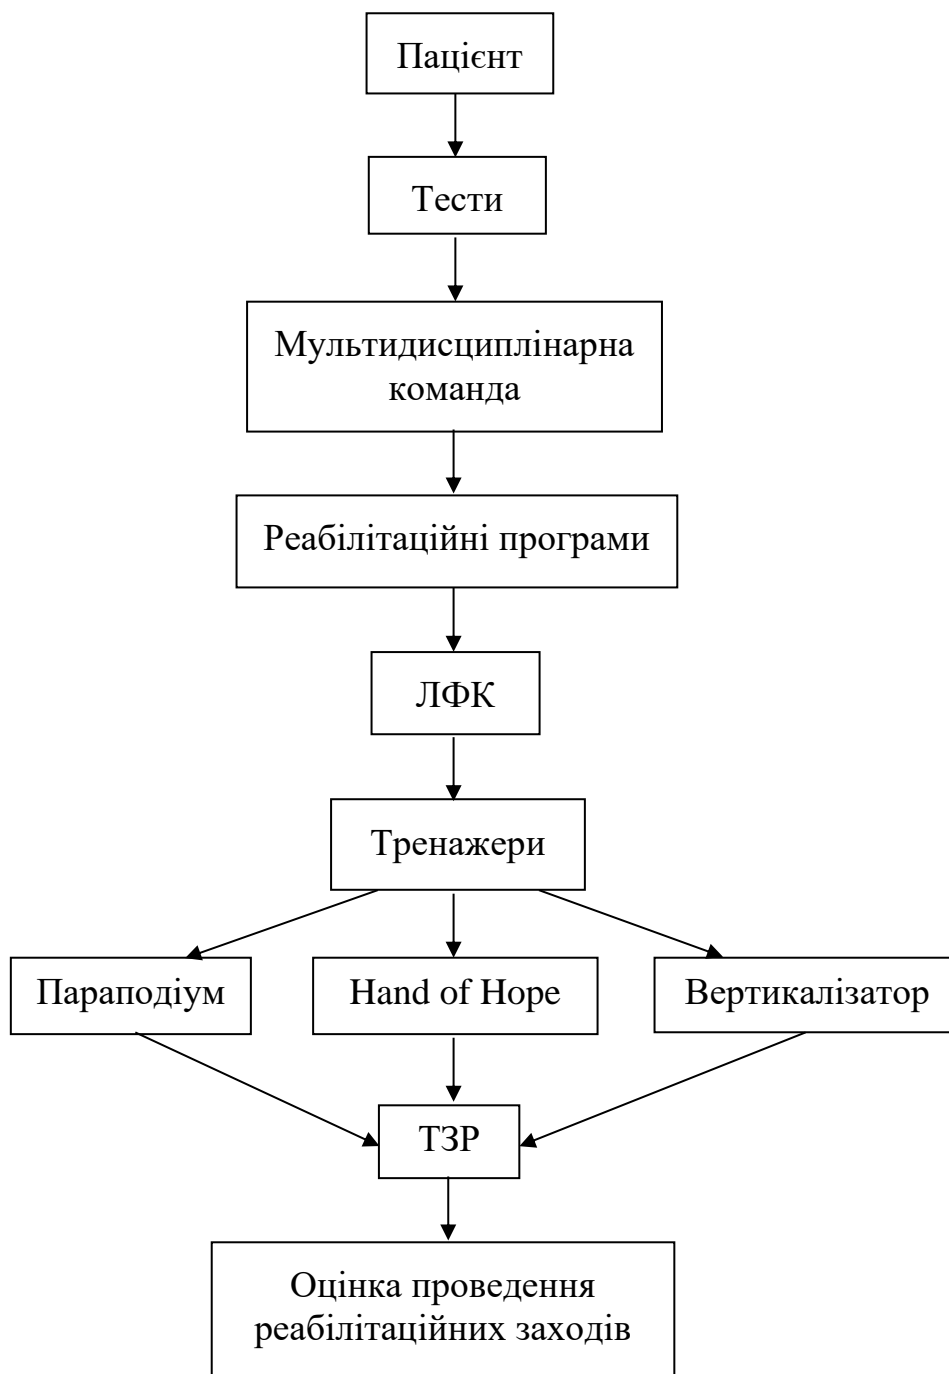 Пацієнт
Тести
Мультидисциплінарна
команда
Реабілітаційні програми
ЛФК
Тренажери
Параподіум
Hand of Hope
Вертикалізатор
ТЗР
Оцінка проведення
реабілітаційних заходів